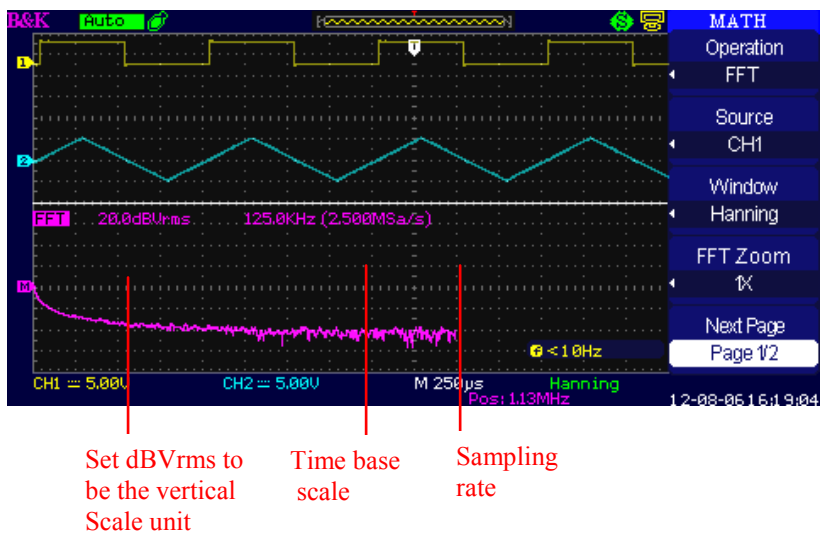 B&K Auto MATH
Operation
FFT
Source
CH1
Window
Hanning
FFT Zoom
1X
Next Page
Page 1/2
T
1
2
FFT 20.0dBVrms 125.0KHz (2.500MSa/s)
M
f <10Hz
CH1 5.00V CH2 5.00V M 250µs Hanning
Pos: 1.13MHz
12-08-06 16:19:04
Set dBVrms to
be the vertical
Scale unit
Time base
scale
Sampling
rate